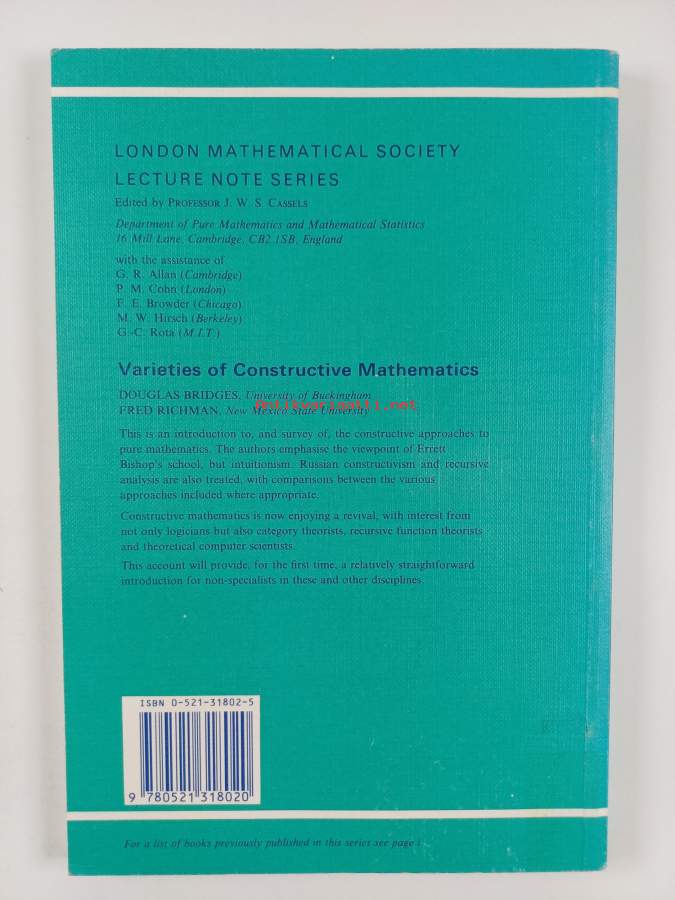 LONDON MATHEMATICAL SOCIETY
LECTURE NOTE SERIES
Edited by PROFESSOR J. W. S. CASSELS
Department of Pure Mathematics and Mathematical Statistics
16 Mill Lane, Cambridge, CB2 1SB, England
with the assistance of
G. R. Allan (Cambridge)
P. M. Cohn (London)
F. E. Browder (Chicago)
M. W. Hirsch (Berkeley)
G.-C. Rota (M.I.T.)
Varieties of Constructive Mathematics
DOUGLAS BRIDGES, University of Buckingham
Antikvariaatti.net
FRED RICHMAN, New Mexico State University
This is an introduction to, and survey of, the constructive approaches to
pure mathematics. The authors emphasise the viewpoint of Errett
Bishop's school, but intuitionism, Russian constructivism and recursive
analysis are also treated, with comparisons between the various
approaches included where appropriate.
Constructive mathematics is now enjoying a revival, with interest from
not only logicians but also category theorists, recursive function theorists
and theoretical computer scientists.
This account will provide, for the first time, a relatively straightforward
introduction for non-specialists in these and other disciplines.
ISBN 0-521-31802-5
9 780521 318020
For a list of books previously published in this series see page i